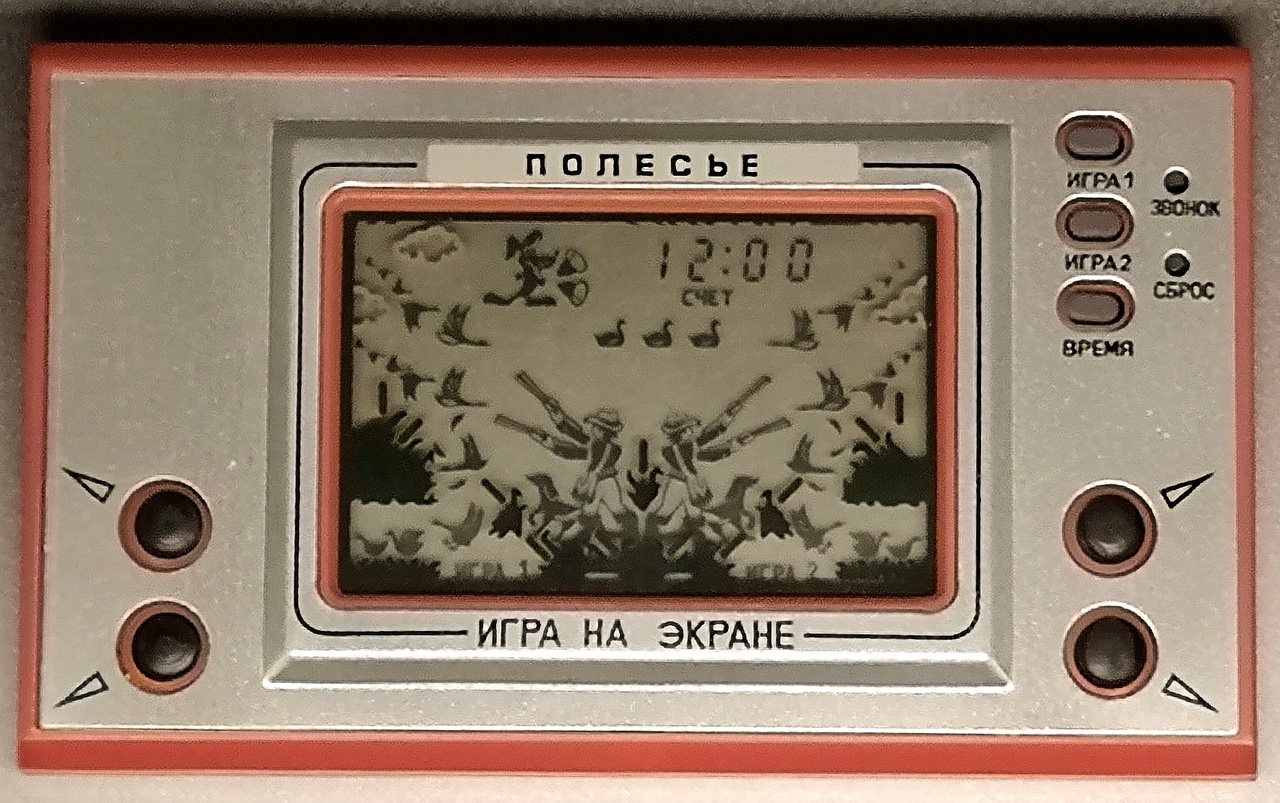 ПОЛЕСЬЕ
12:00
СЧЕТ
ИГРА 1
ИГРА 2
ИГРА НА ЭКРАНЕ
ИГРА1
ЗВОНОК
ИГРА2
СБРОС
ВРЕМЯ